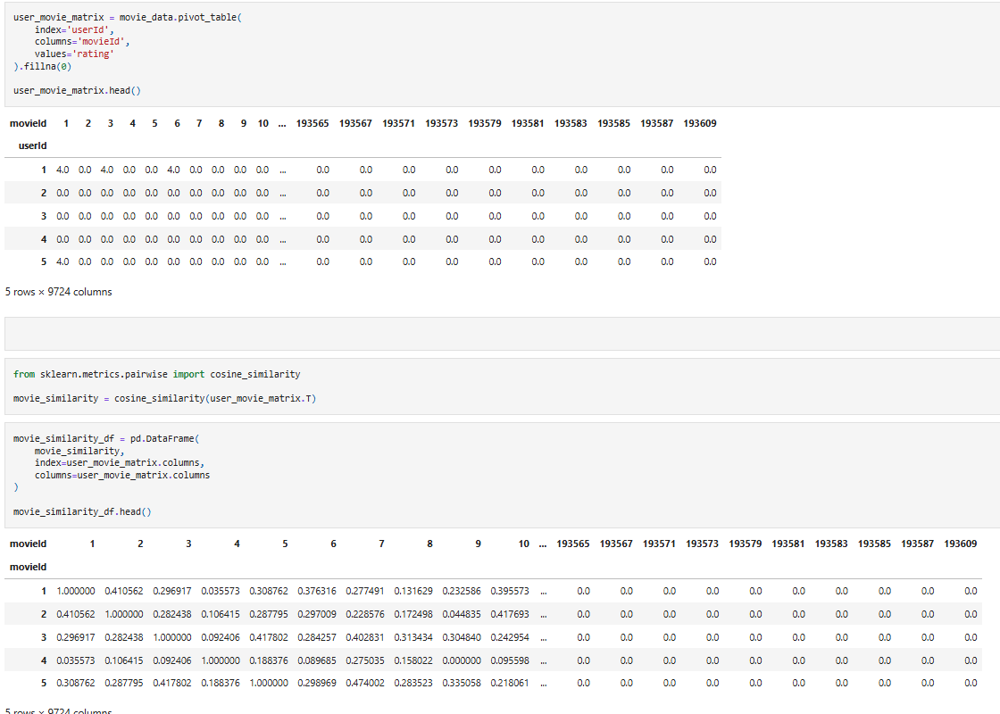 user_movie_matrix = movie_data.pivot_table(
    index='userId',
    columns='movieId',
    values='rating'
).fillna(0)
user_movie_matrix.head()
movieId 1 2 3 4 5 6 7 8 9 10 ... 193565 193567 193571 193573 193579 193581 193583 193585 193587 193609
userId
1 4.0 0.0 4.0 0.0 0.0 4.0 0.0 0.0 0.0 0.0 ... 0.0 0.0 0.0 0.0 0.0 0.0 0.0 0.0 0.0 0.0
2 0.0 0.0 0.0 0.0 0.0 0.0 0.0 0.0 0.0 0.0 ... 0.0 0.0 0.0 0.0 0.0 0.0 0.0 0.0 0.0 0.0
3 0.0 0.0 0.0 0.0 0.0 0.0 0.0 0.0 0.0 0.0 ... 0.0 0.0 0.0 0.0 0.0 0.0 0.0 0.0 0.0 0.0
4 0.0 0.0 0.0 0.0 0.0 0.0 0.0 0.0 0.0 0.0 ... 0.0 0.0 0.0 0.0 0.0 0.0 0.0 0.0 0.0 0.0
5 4.0 0.0 0.0 0.0 0.0 0.0 0.0 0.0 0.0 0.0 ... 0.0 0.0 0.0 0.0 0.0 0.0 0.0 0.0 0.0 0.0
5 rows × 9724 columns
from sklearn.metrics.pairwise import cosine_similarity
movie_similarity = cosine_similarity(user_movie_matrix.T)
movie_similarity_df = pd.DataFrame(
    movie_similarity,
    index=user_movie_matrix.columns,
    columns=user_movie_matrix.columns
)
movie_similarity_df.head()
movieId 1 2 3 4 5 6 7 8 9 10 ... 193565 193567 193571 193573 193579 193581 193583 193585 193587 193609
movieId
1 1.000000 0.410562 0.296917 0.035573 0.308762 0.376316 0.277491 0.131629 0.232586 0.395573 ... 0.0 0.0 0.0 0.0 0.0 0.0 0.0 0.0 0.0 0.0
2 0.410562 1.000000 0.282438 0.106415 0.287795 0.297009 0.228576 0.172498 0.044835 0.417693 ... 0.0 0.0 0.0 0.0 0.0 0.0 0.0 0.0 0.0 0.0
3 0.296917 0.282438 1.000000 0.092406 0.417802 0.284257 0.402831 0.313434 0.304840 0.242954 ... 0.0 0.0 0.0 0.0 0.0 0.0 0.0 0.0 0.0 0.0
4 0.035573 0.106415 0.092406 1.000000 0.188376 0.089685 0.275035 0.158022 0.000000 0.095598 ... 0.0 0.0 0.0 0.0 0.0 0.0 0.0 0.0 0.0 0.0
5 0.308762 0.287795 0.417802 0.188376 1.000000 0.298969 0.474002 0.283523 0.335058 0.218061 ... 0.0 0.0 0.0 0.0 0.0 0.0 0.0 0.0 0.0 0.0
5 rows × 9724 columns